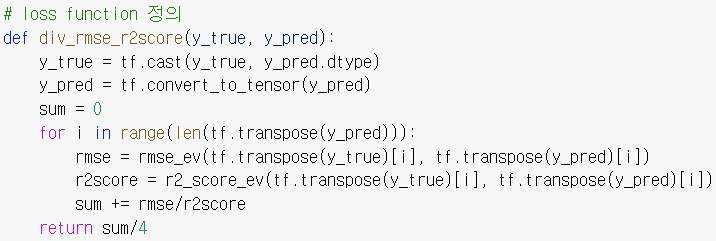 # loss function 정의
def div_rmse_r2score(y_true, y_pred):
    y_true = tf.cast(y_true, y_pred.dtype)
    y_pred = tf.convert_to_tensor(y_pred)
    sum = 0
    for i in range(len(tf.transpose(y_pred))):
        rmse = rmse_ev(tf.transpose(y_true)[i], tf.transpose(y_pred)[i])
        r2score = r2_score_ev(tf.transpose(y_true)[i], tf.transpose(y_pred)[i])
        sum += rmse/r2score
    return sum/4